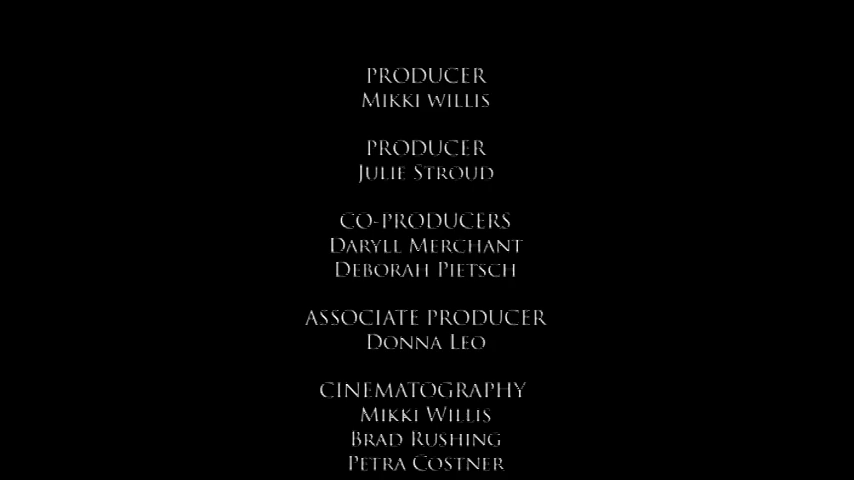 PRODUCER
MIKKI WILLIS
PRODUCER
JULIE STROUD
CO-PRODUCERS
DARYLL MERCHANT
DEBORAH PIETSCH
ASSOCIATE PRODUCER
DONNA LEO
CINEMATOGRAPHY
MIKKI WILLIS
BRAD RUSHING
PETRA COSTNER